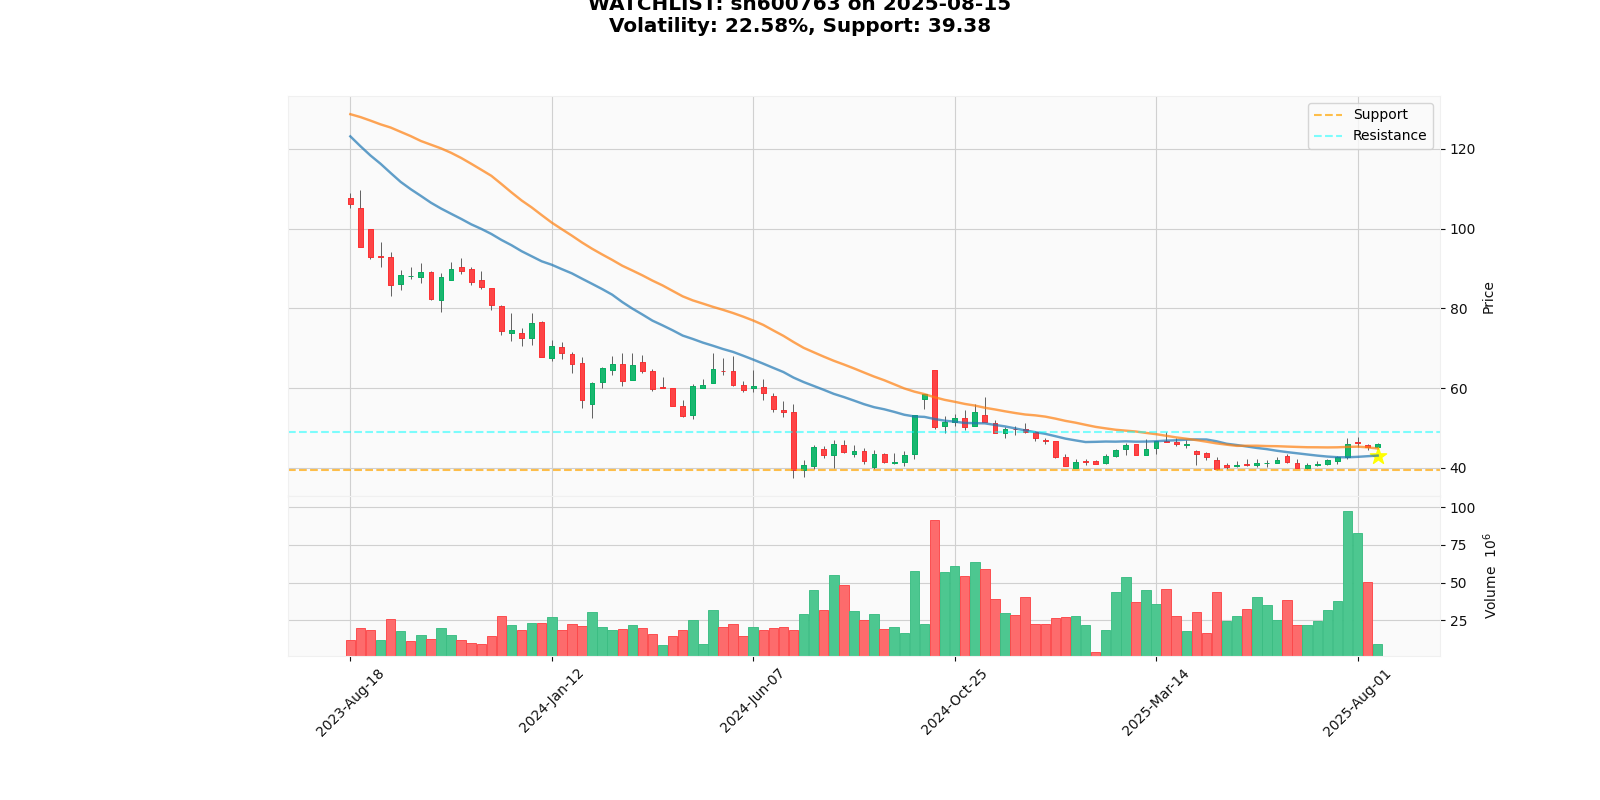 WATCHLIST: sh600763 on 2025-08-15
Volatility: 22.58%, Support: 39.38
Support
Resistance
120
100
80
60
40
Price
100
75
50
25
Volume 10⁶
2023-Aug-18
2024-Jan-12
2024-Jun-07
2024-Oct-25
2025-Mar-14
2025-Aug-01